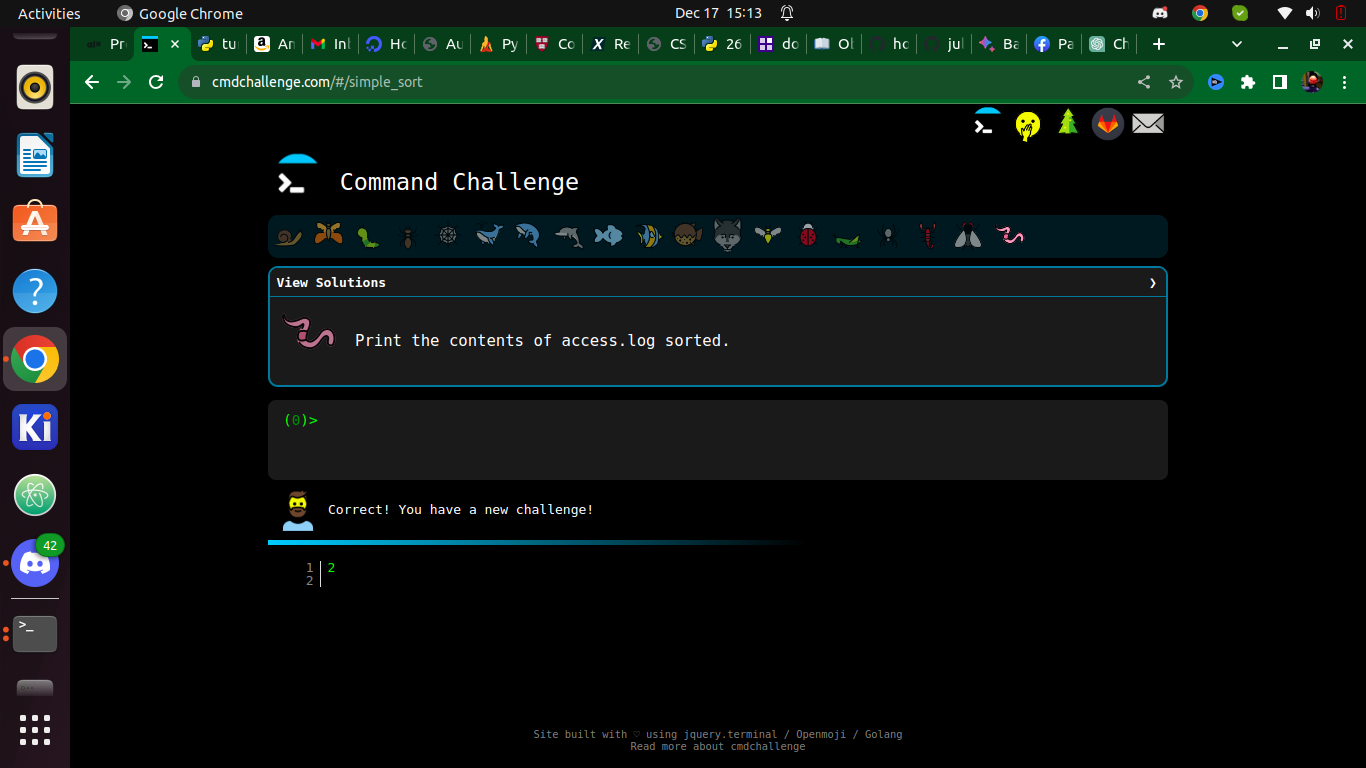 Activities
Google Chrome
Dec 17 15:13
Pr
tu
An
Inl
Ho
Au
Py
Co
Re
CS
26
do
Ol
ho
jul
Ba
Pa
Ch
cmdchallenge.com/#/simple_sort
Command Challenge
View Solutions
Print the contents of access.log sorted.
(0)>
Correct! You have a new challenge!
1 2
2
42
Ki
>_
Site built with ♡ using jquery.terminal / Openmoji / Golang
Read more about cmdchallenge